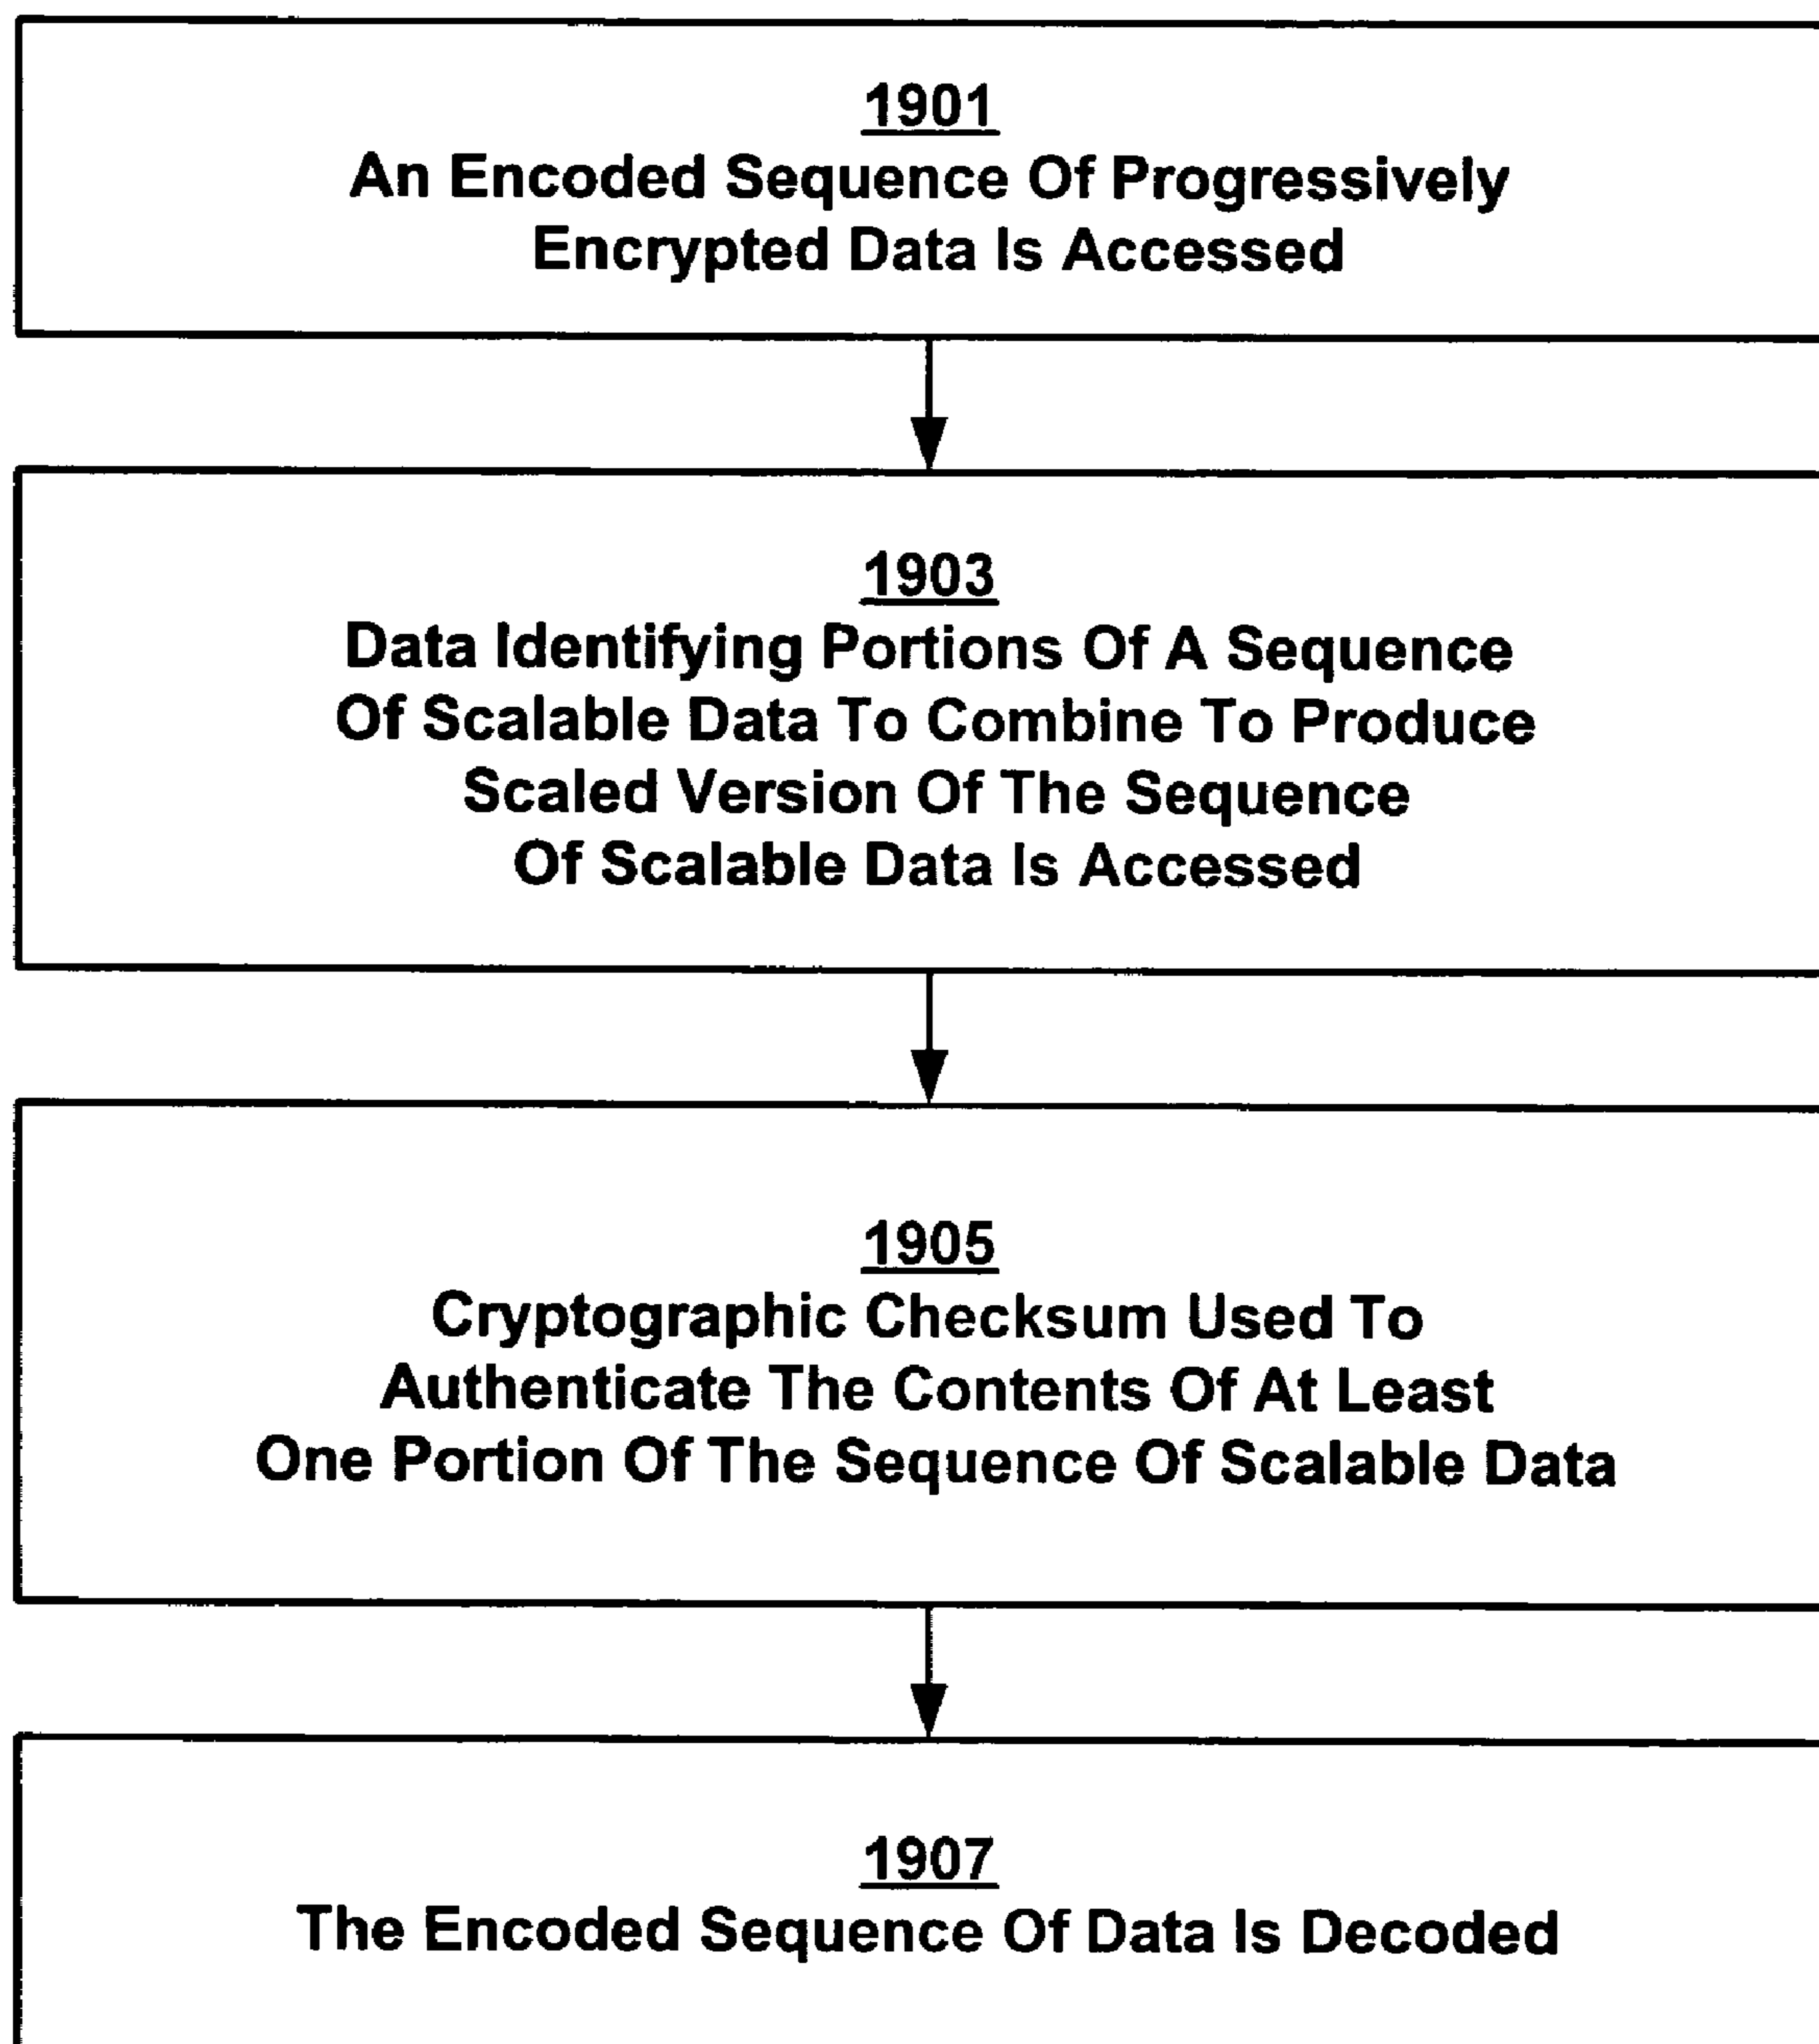 1901
An Encoded Sequence Of Progressively
Encrypted Data Is Accessed
1903
Data Identifying Portions Of A Sequence
Of Scalable Data To Combine To Produce
Scaled Version Of The Sequence
Of Scalable Data Is Accessed
1905
Cryptographic Checksum Used To
Authenticate The Contents Of At Least
One Portion Of The Sequence Of Scalable Data
1907
The Encoded Sequence Of Data Is Decoded